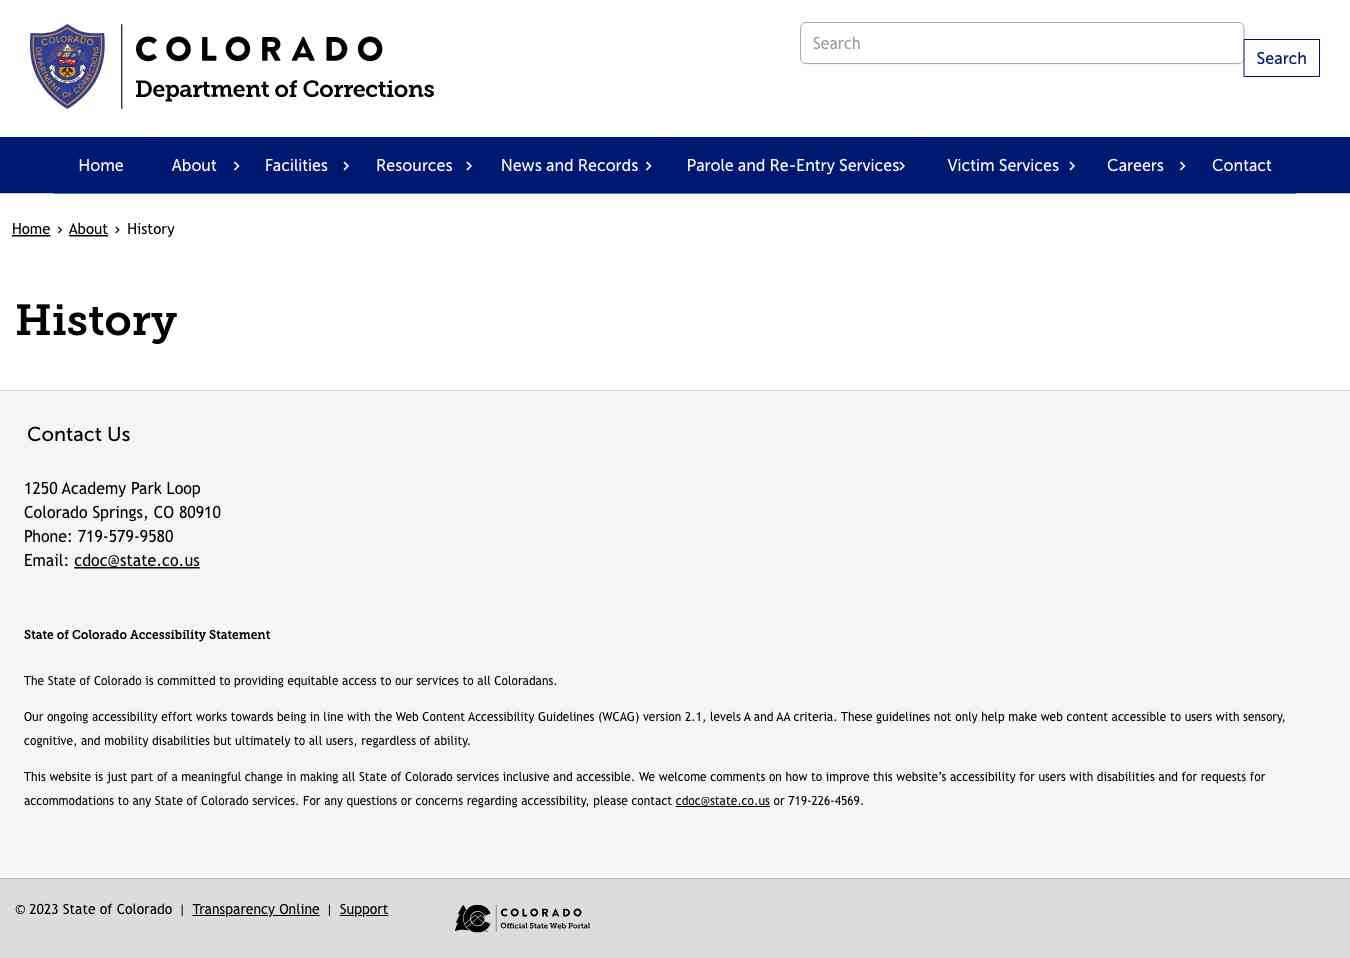 COLORADO
Department of Corrections
Search
Search
Home About Facilities Resources News and Records Parole and Re-Entry Services Victim Services Careers Contact
Home › About › History
History
Contact Us
1250 Academy Park Loop
Colorado Springs, CO 80910
Phone: 719-579-9580
Email: cdoc@state.co.us
State of Colorado Accessibility Statement
The State of Colorado is committed to providing equitable access to our services to all Coloradans.
Our ongoing accessibility effort works towards being in line with the Web Content Accessibility Guidelines (WCAG) version 2.1, levels A and AA criteria. These guidelines not only help make web content accessible to users with sensory,
cognitive, and mobility disabilities but ultimately to all users, regardless of ability.
This website is just part of a meaningful change in making all State of Colorado services inclusive and accessible. We welcome comments on how to improve this website’s accessibility for users with disabilities and for requests for
accommodations to any State of Colorado services. For any questions or concerns regarding accessibility, please contact cdoc@state.co.us or 719-226-4569.
© 2023 State of Colorado | Transparency Online | Support
COLORADO
Official State Web Portal